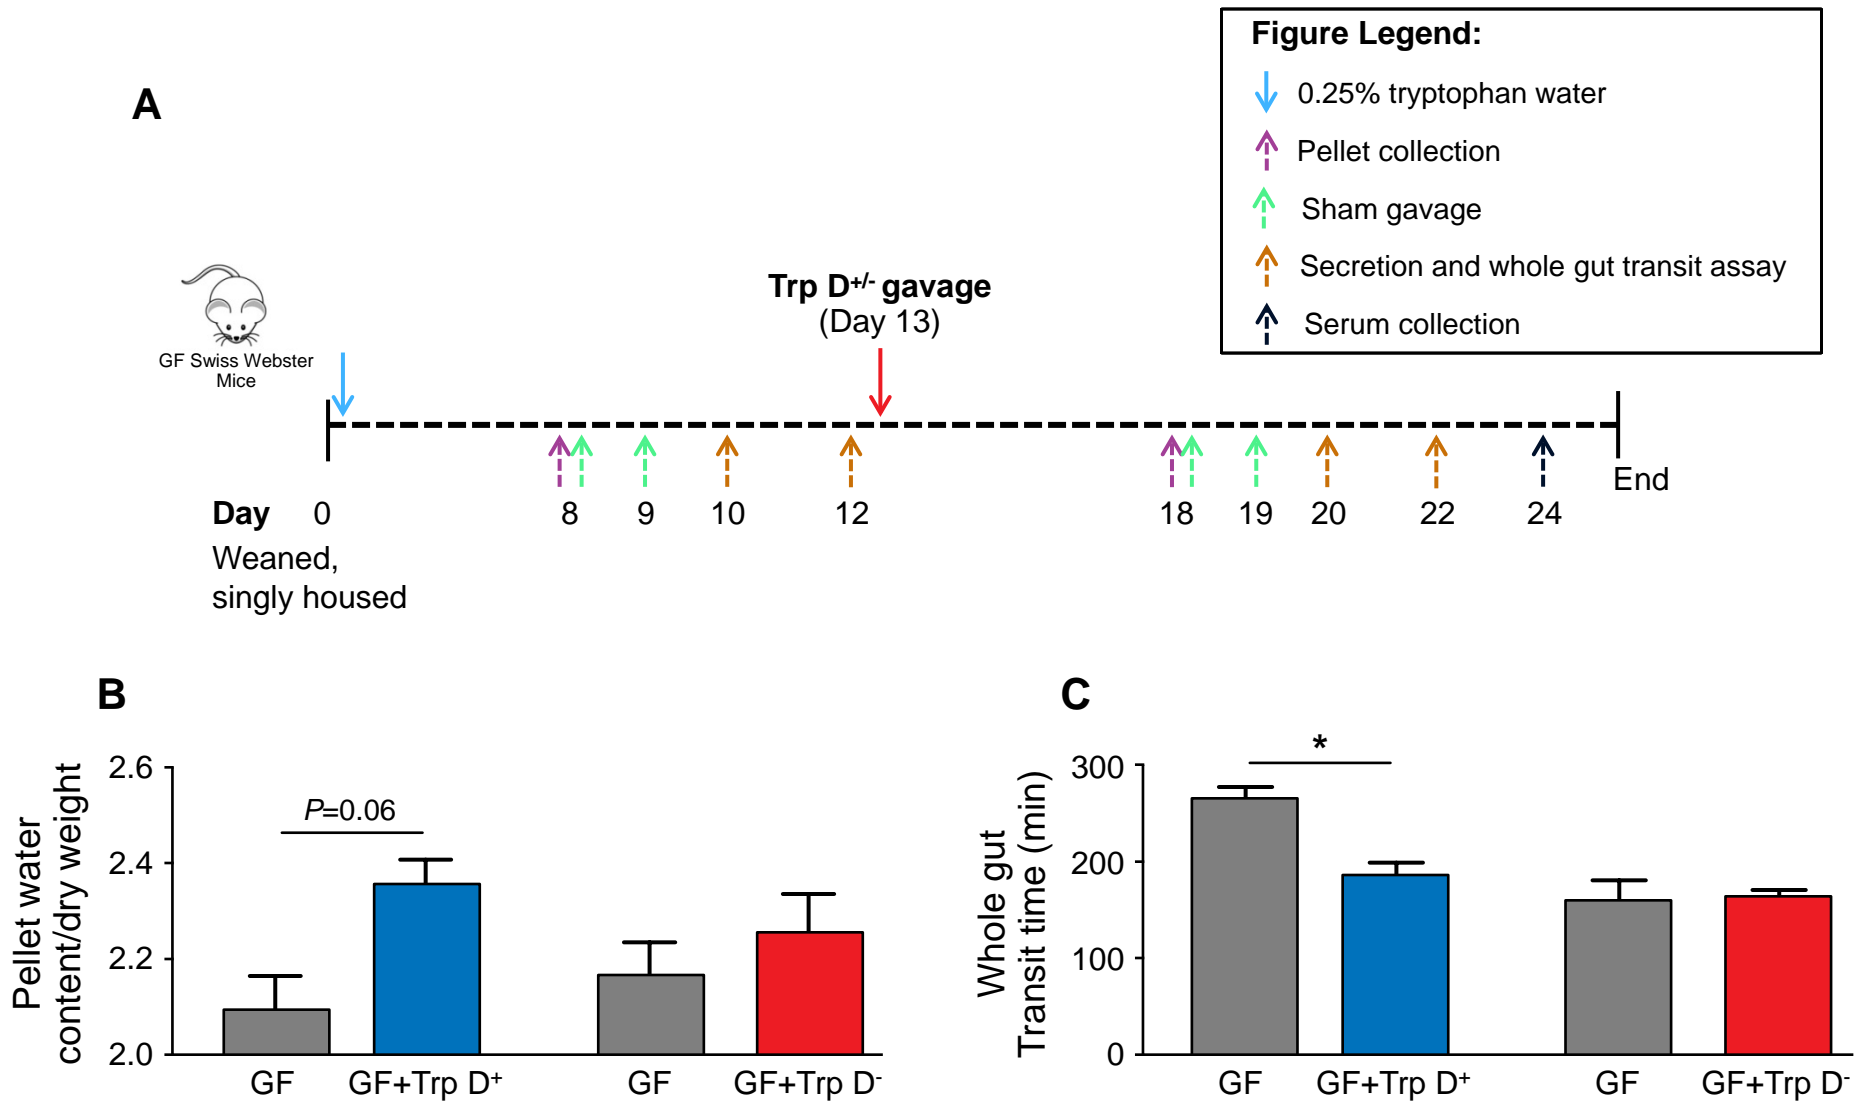 Figure Legend:
0.25% tryptophan water
Pellet collection
Sham gavage
Secretion and whole gut transit assay
Serum collection
A
GF Swiss Webster
Mice
Trp D+/- gavage
(Day 13)
Day 0 8 9 10 12 18 19 20 22 24
End
Weaned,
singly housed
B
Pellet water
content/dry weight
2.6
2.4
2.2
2.0
P=0.06
GF GF+Trp D+ GF GF+Trp D-
C
Whole gut
Transit time (min)
300
200
100
0
*
GF GF+Trp D+ GF GF+Trp D-